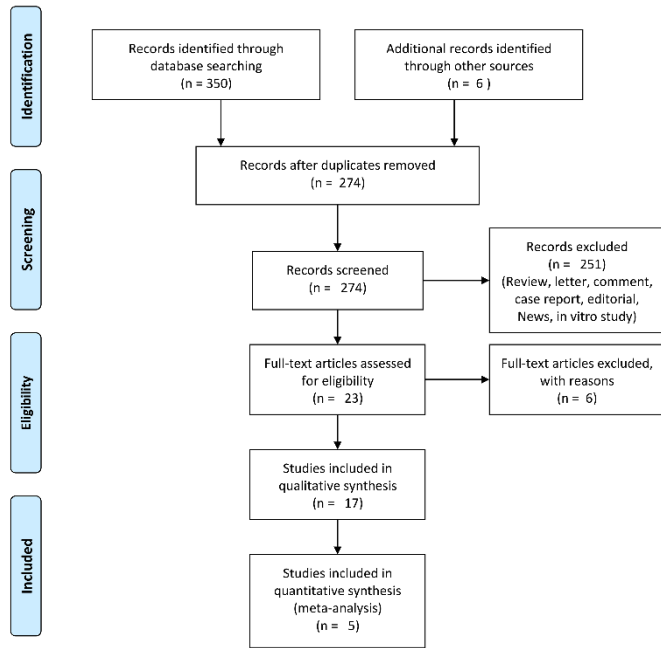 Identification
Records identified through
database searching
(n = 350)
Additional records identified
through other sources
(n = 6 )
Records after duplicates removed
(n = 274)
Screening
Records screened
(n = 274)
Records excluded
(n = 251)
(Review, letter, comment,
case report, editorial,
News, in vitro study)
Eligibility
Full-text articles assessed
for eligibility
(n = 23)
Full-text articles excluded,
with reasons
(n = 6)
Studies included in
qualitative synthesis
(n = 17)
Included
Studies included in
quantitative synthesis
(meta-analysis)
(n = 5)